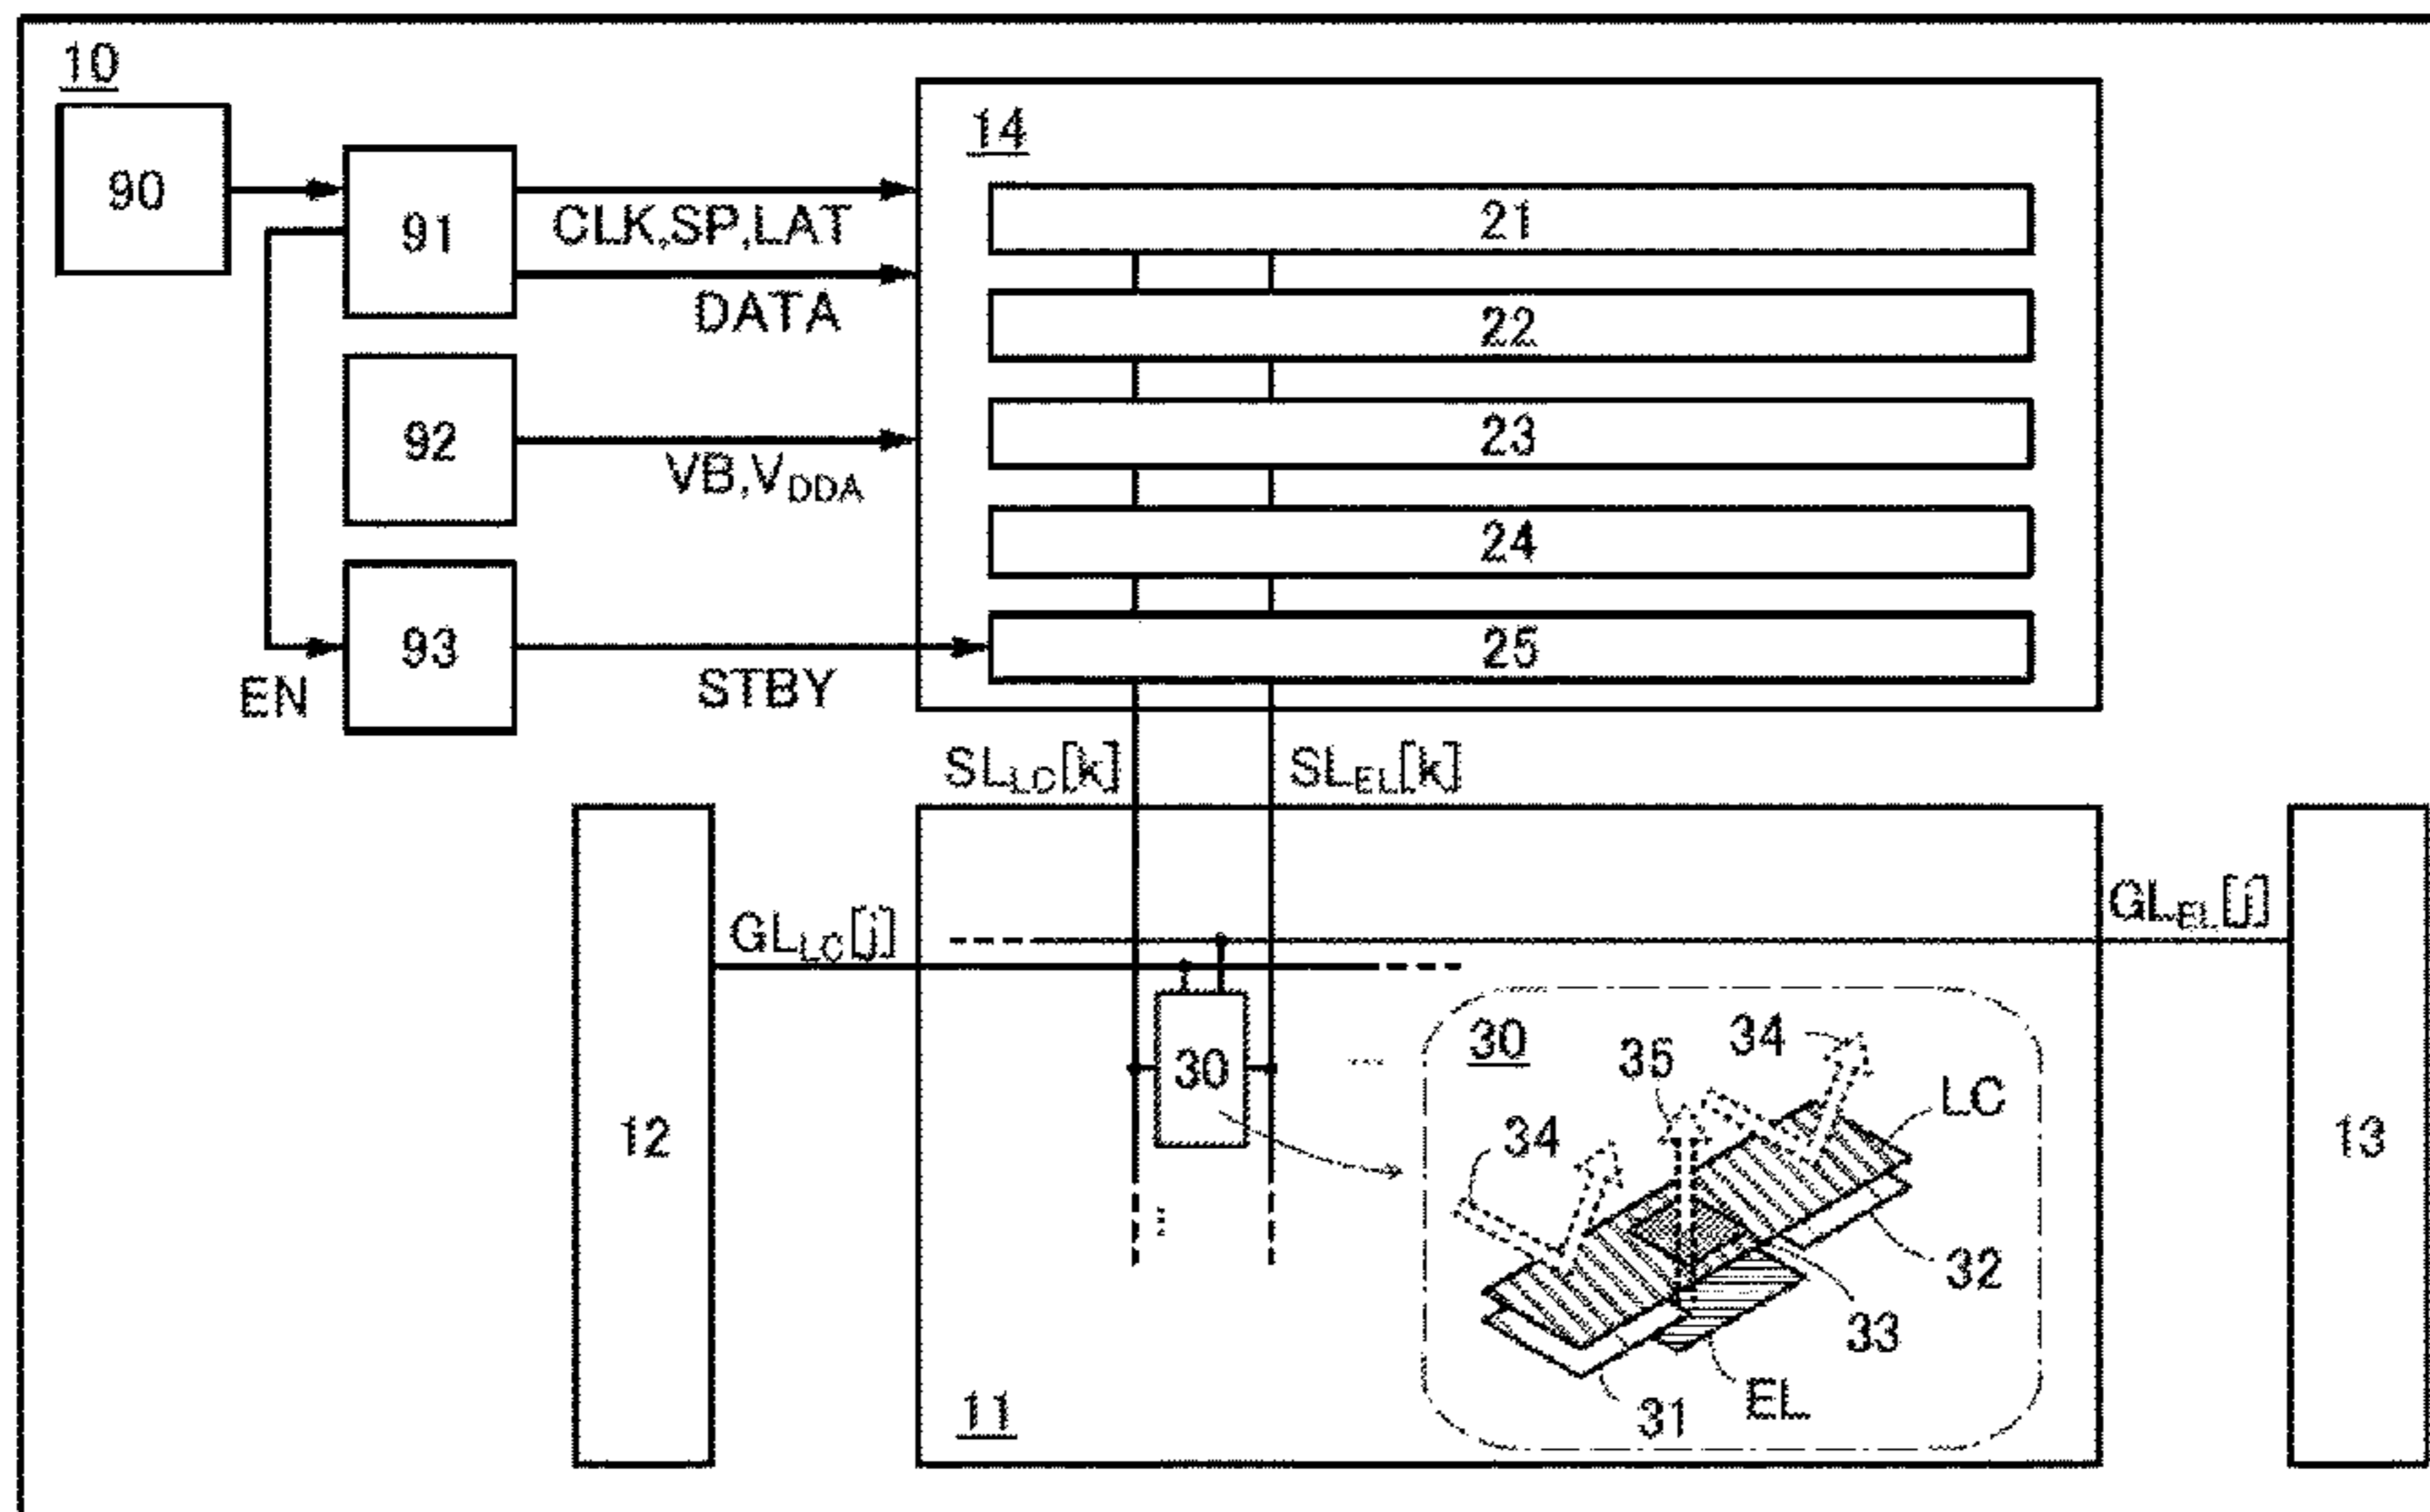 10
90
91
CLK,SP,LAT
DATA
92
VB,VDDA
93
EN
STBY
14
21
22
23
24
25
SLLC[k]
SLEL[k]
GLLC[j]
GLEL[j]
12
13
30
30
34
35
34
LC
32
33
EL
31
11